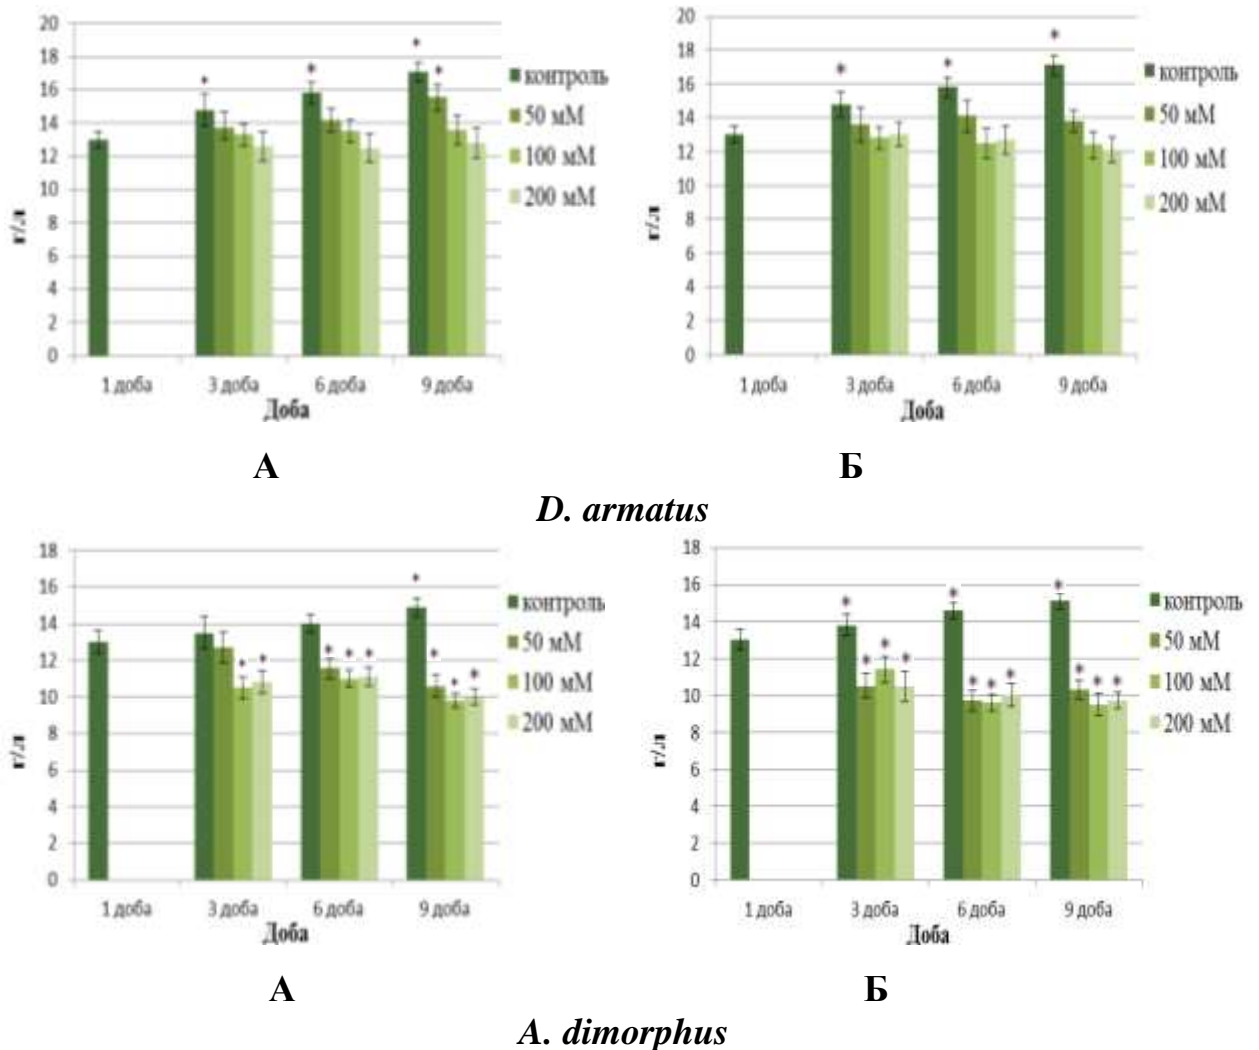 20
18
16
14
12
10
8
6
4
2
0
г/л
1 доба 3 доба 6 доба 9 доба
Доба
* * * *
контроль
50 мМ
100 мМ
200 мМ
А
20
18
16
14
12
10
8
6
4
2
0
г/л
1 доба 3 доба 6 доба 9 доба
Доба
* * *
контроль
50 мМ
100 мМ
200 мМ
Б
D. armatus
18
16
14
12
10
8
6
4
2
0
г/л
1 доба 3 доба 6 доба 9 доба
Доба
* * * * * * * * *
контроль
50 мМ
100 мМ
200 мМ
А
18
16
14
12
10
8
6
4
2
0
г/л
1 доба 3 доба 6 доба 9 доба
Доба
* * * * * * * * * * * *
контроль
50 мМ
100 мМ
200 мМ
Б
A. dimorphus